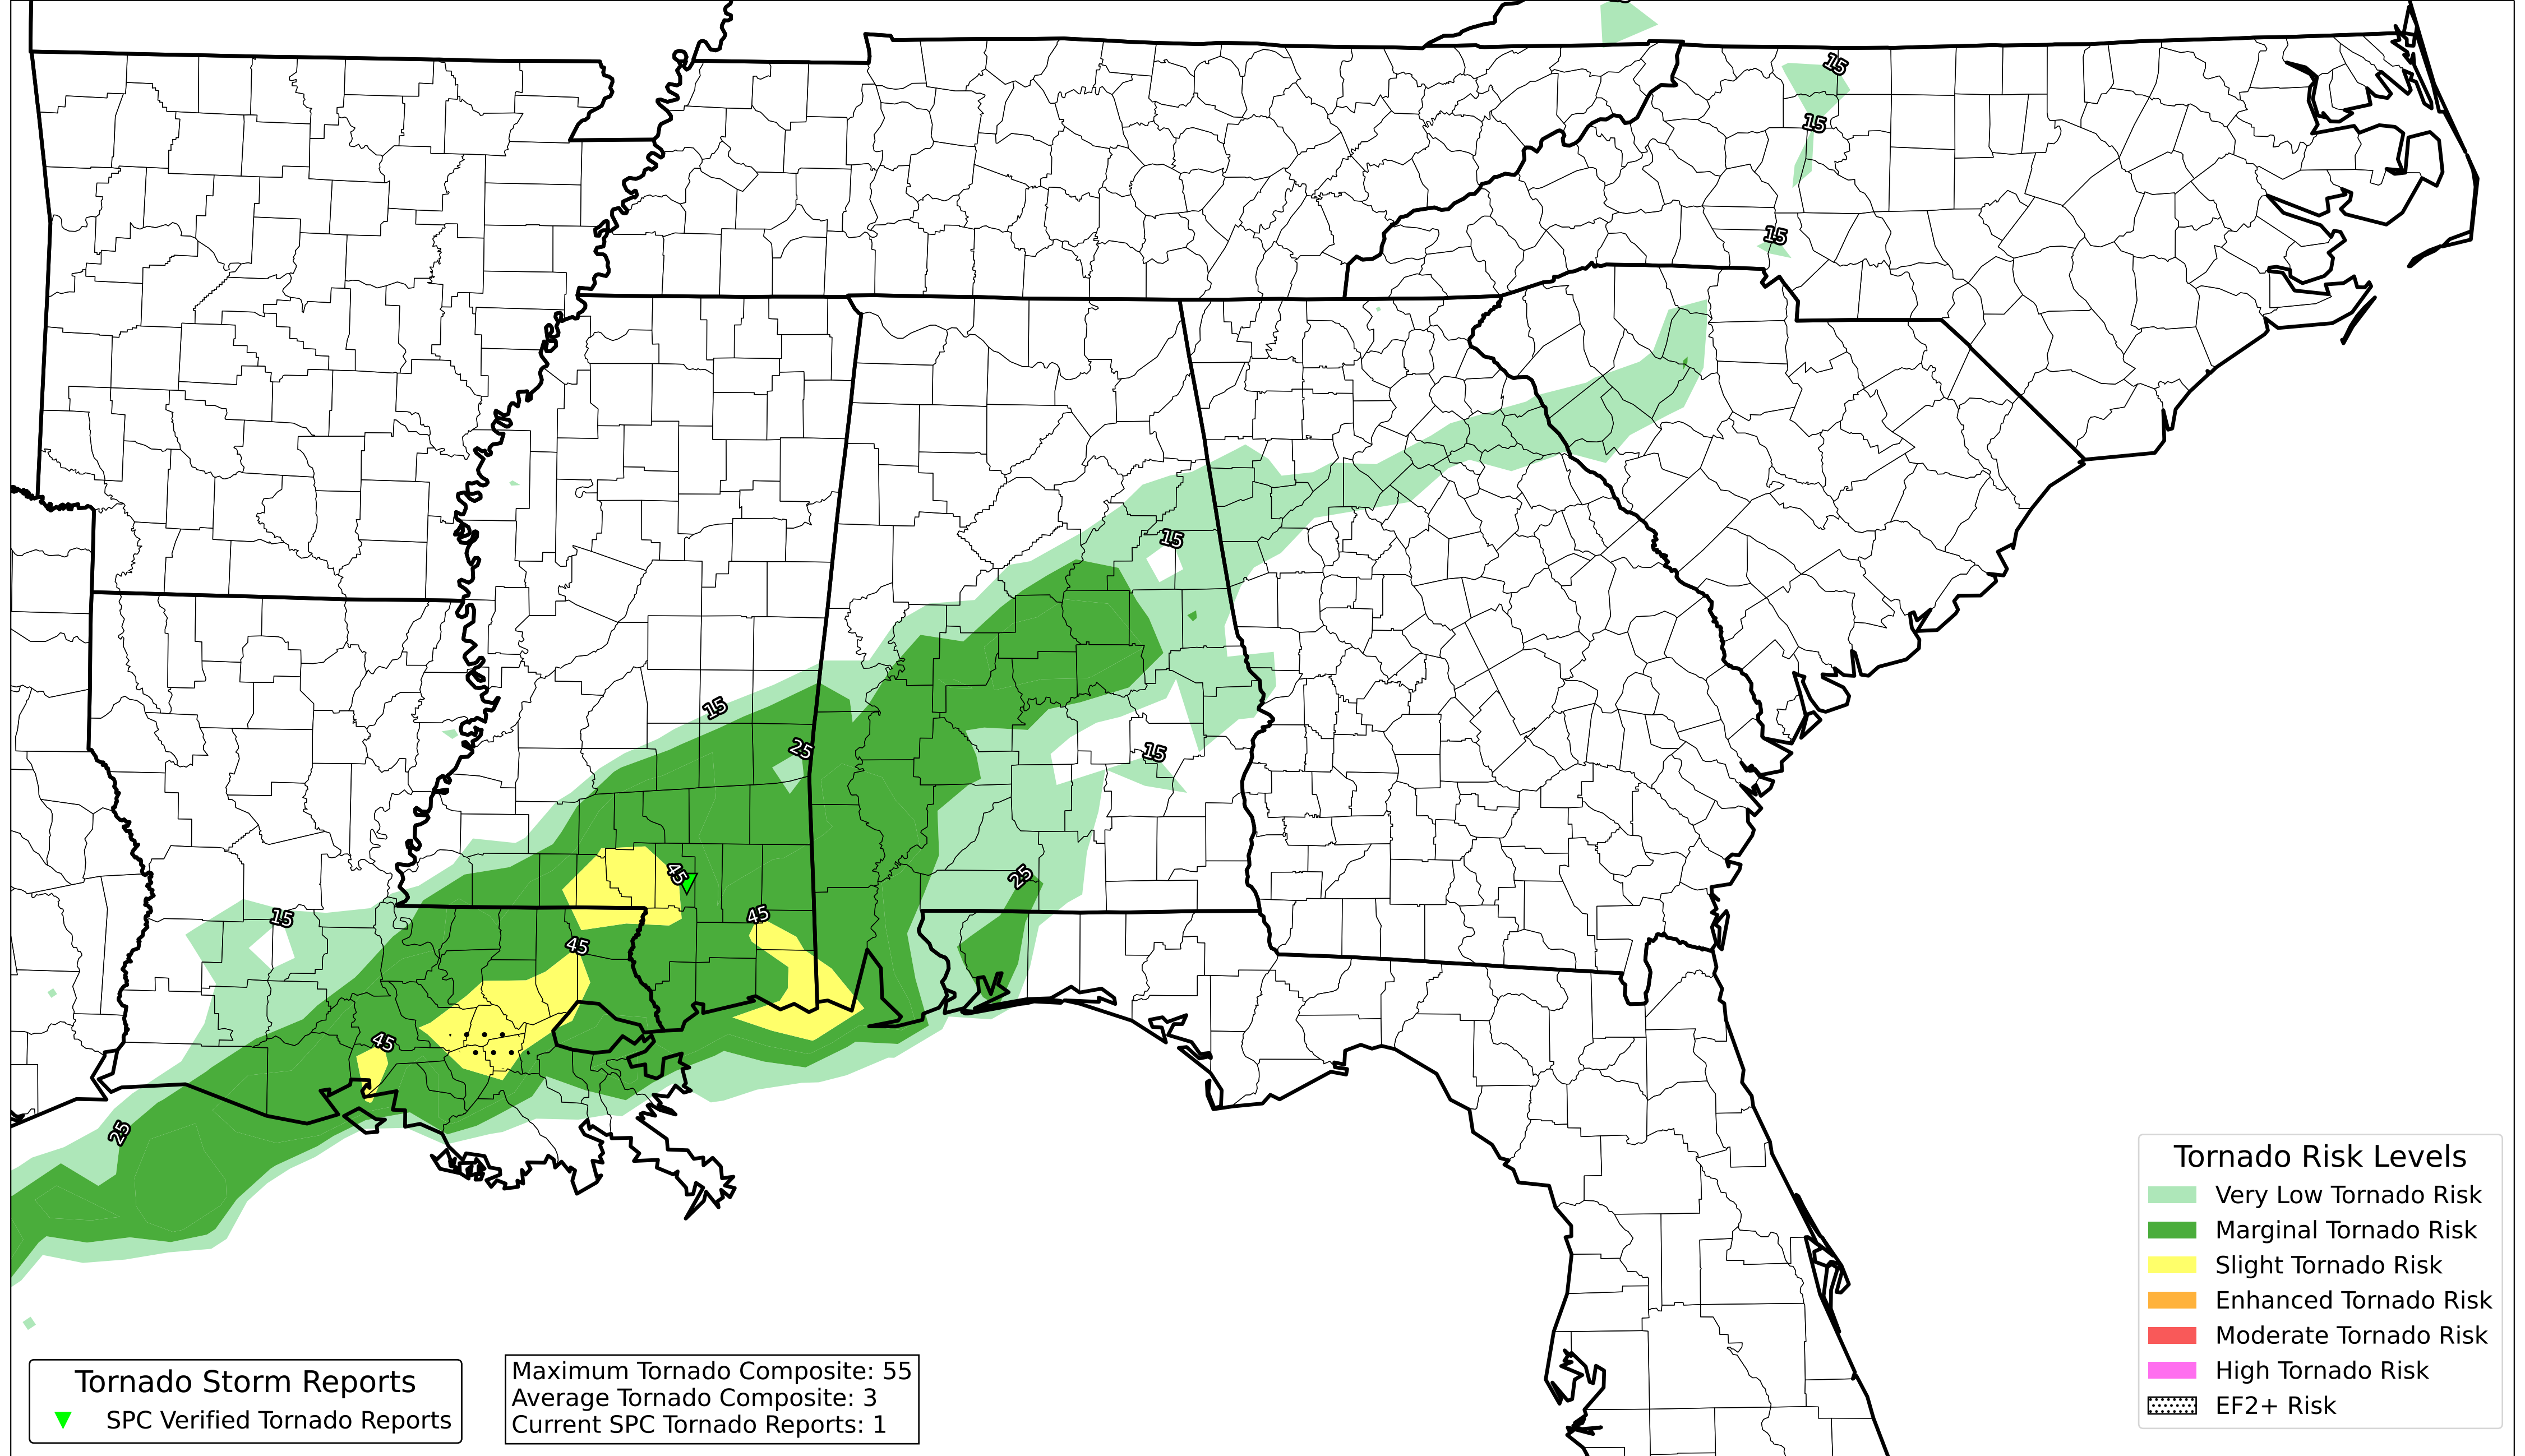 15
15
15
15
15
25
15
45
25
45
15
45
45
25
Tornado Risk Levels
Very Low Tornado Risk
Marginal Tornado Risk
Slight Tornado Risk
Enhanced Tornado Risk
Moderate Tornado Risk
High Tornado Risk
EF2+ Risk
Tornado Storm Reports
SPC Verified Tornado Reports
Maximum Tornado Composite: 55
Average Tornado Composite: 3
Current SPC Tornado Reports: 1